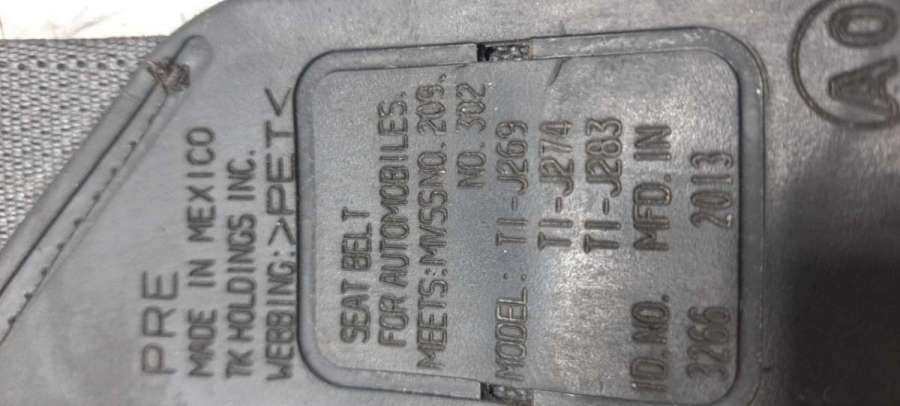 PRE
MADE IN MEXICO
TK HOLDINGS INC.
WEBBING:>PET<
SEAT BELT
FOR AUTOMOBILES.
MEETS:MVSSNO.209.
NO.302
MODEL: TI-J269
TI-J274
TI-J283
ID.NO. MFD.IN
3266 2013
A0